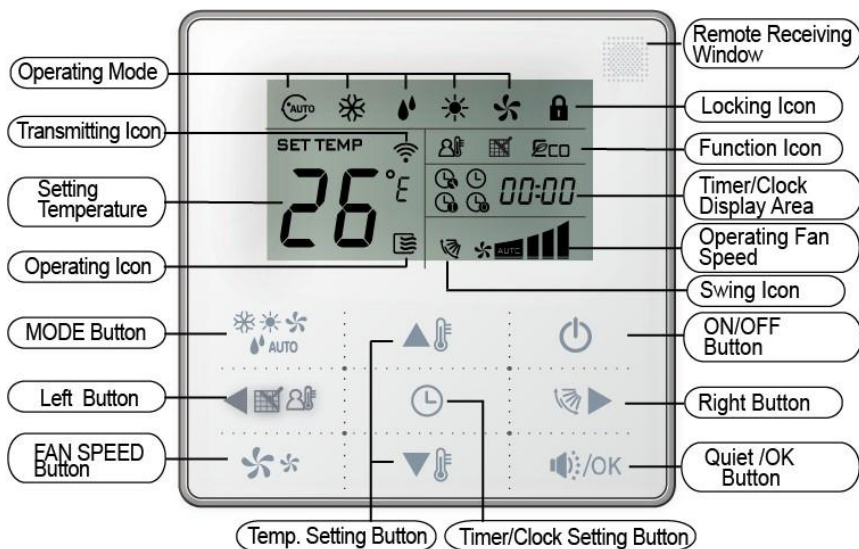 Operating Mode
Transmitting Icon
Setting
Temperature
Operating Icon
MODE Button
Left Button
FAN SPEED
Button
AUTO
SET TEMP
26°E
ECO
00:00
AUTO
AUTO
/OK
Remote Receiving
Window
Locking Icon
Function Icon
Timer/Clock
Display Area
Operating Fan
Speed
Swing Icon
ON/OFF
Button
Right Button
Quiet /OK
Button
Temp. Setting Button
Timer/Clock Setting Button